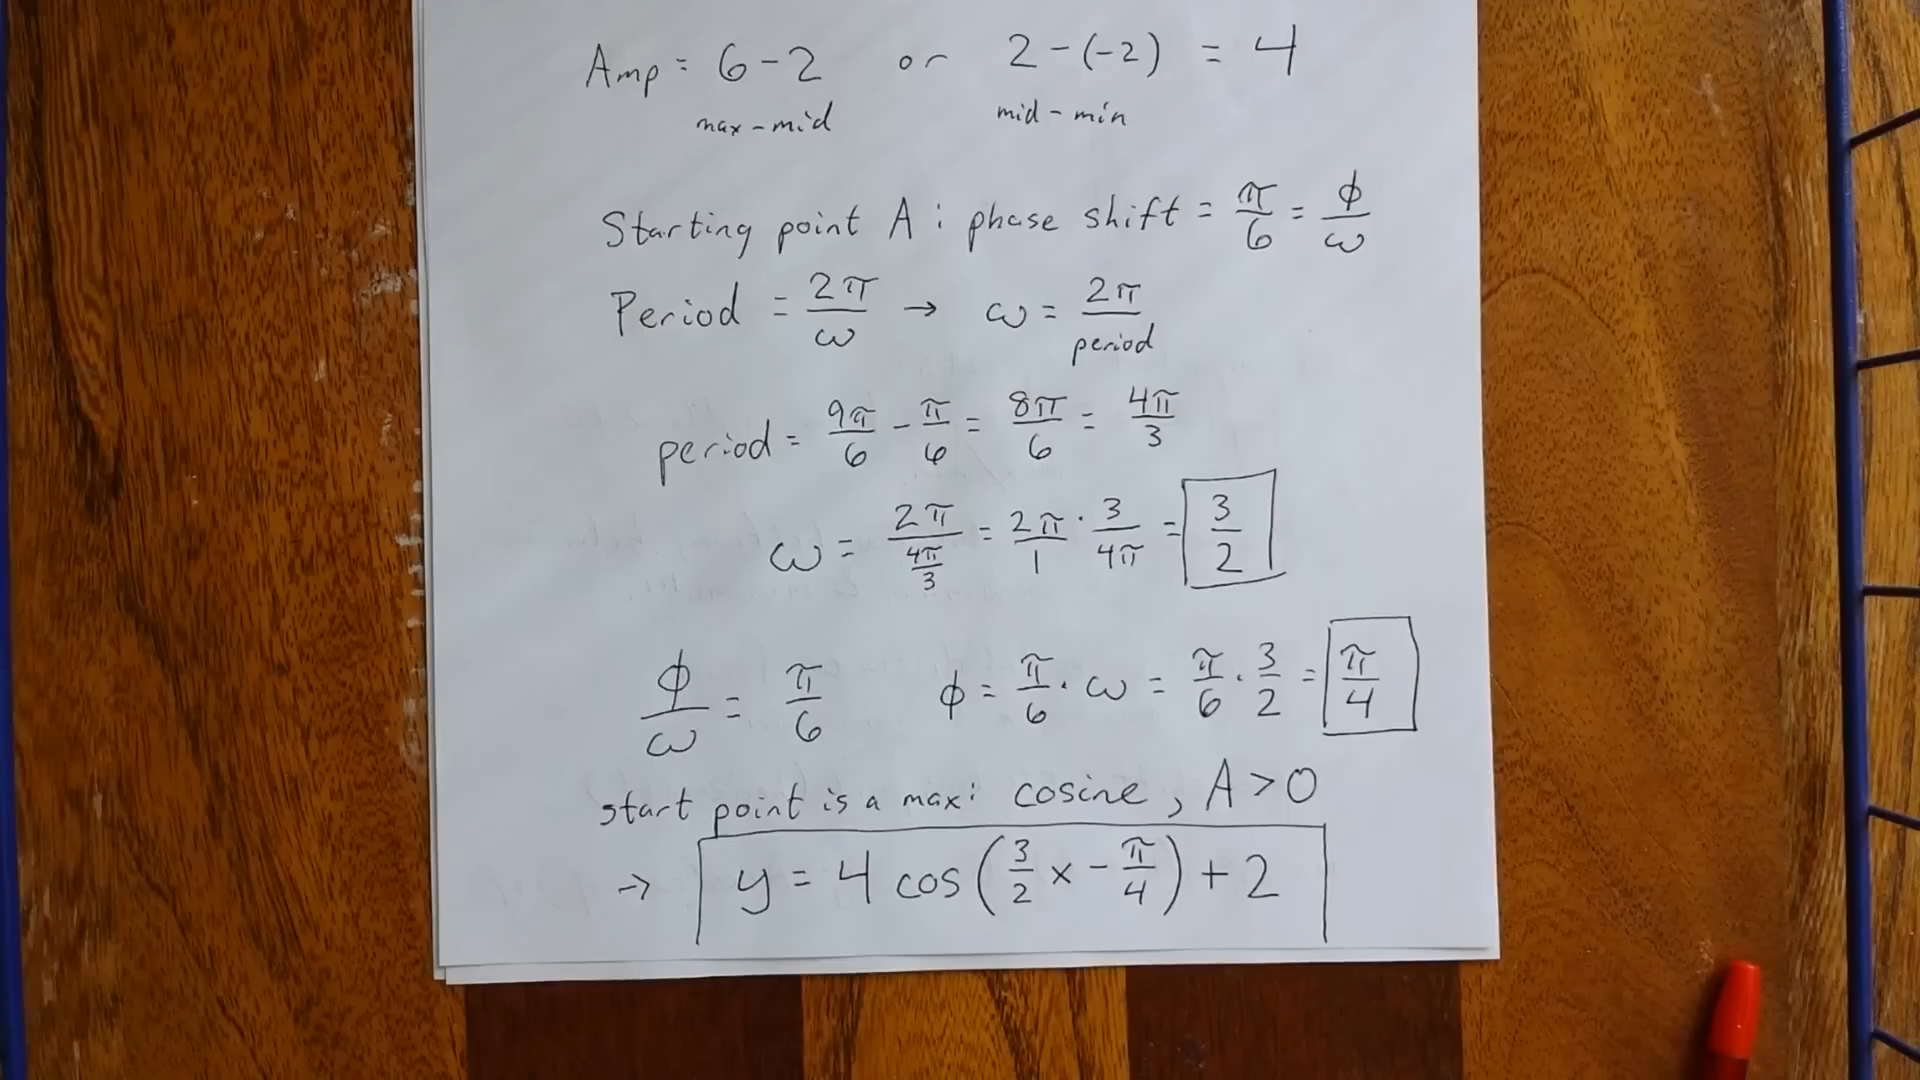 Amp = 6 - 2 or 2 - (-2) = 4
max - mid mid - min
Starting point A : phase shift = π/6 = ϕ/ω
Period = 2π/ω → ω = 2π/period
period = 9π/6 - π/6 = 8π/6 = 4π/3
ω = 2π/(4π/3) = 2π/1 · 3/4π = 3/2
ϕ/ω = π/6 ϕ = π/6 · ω = π/6 · 3/2 = π/4
start point is a max: cosine, A > 0
→ y = 4 cos(3/2 x - π/4) + 2